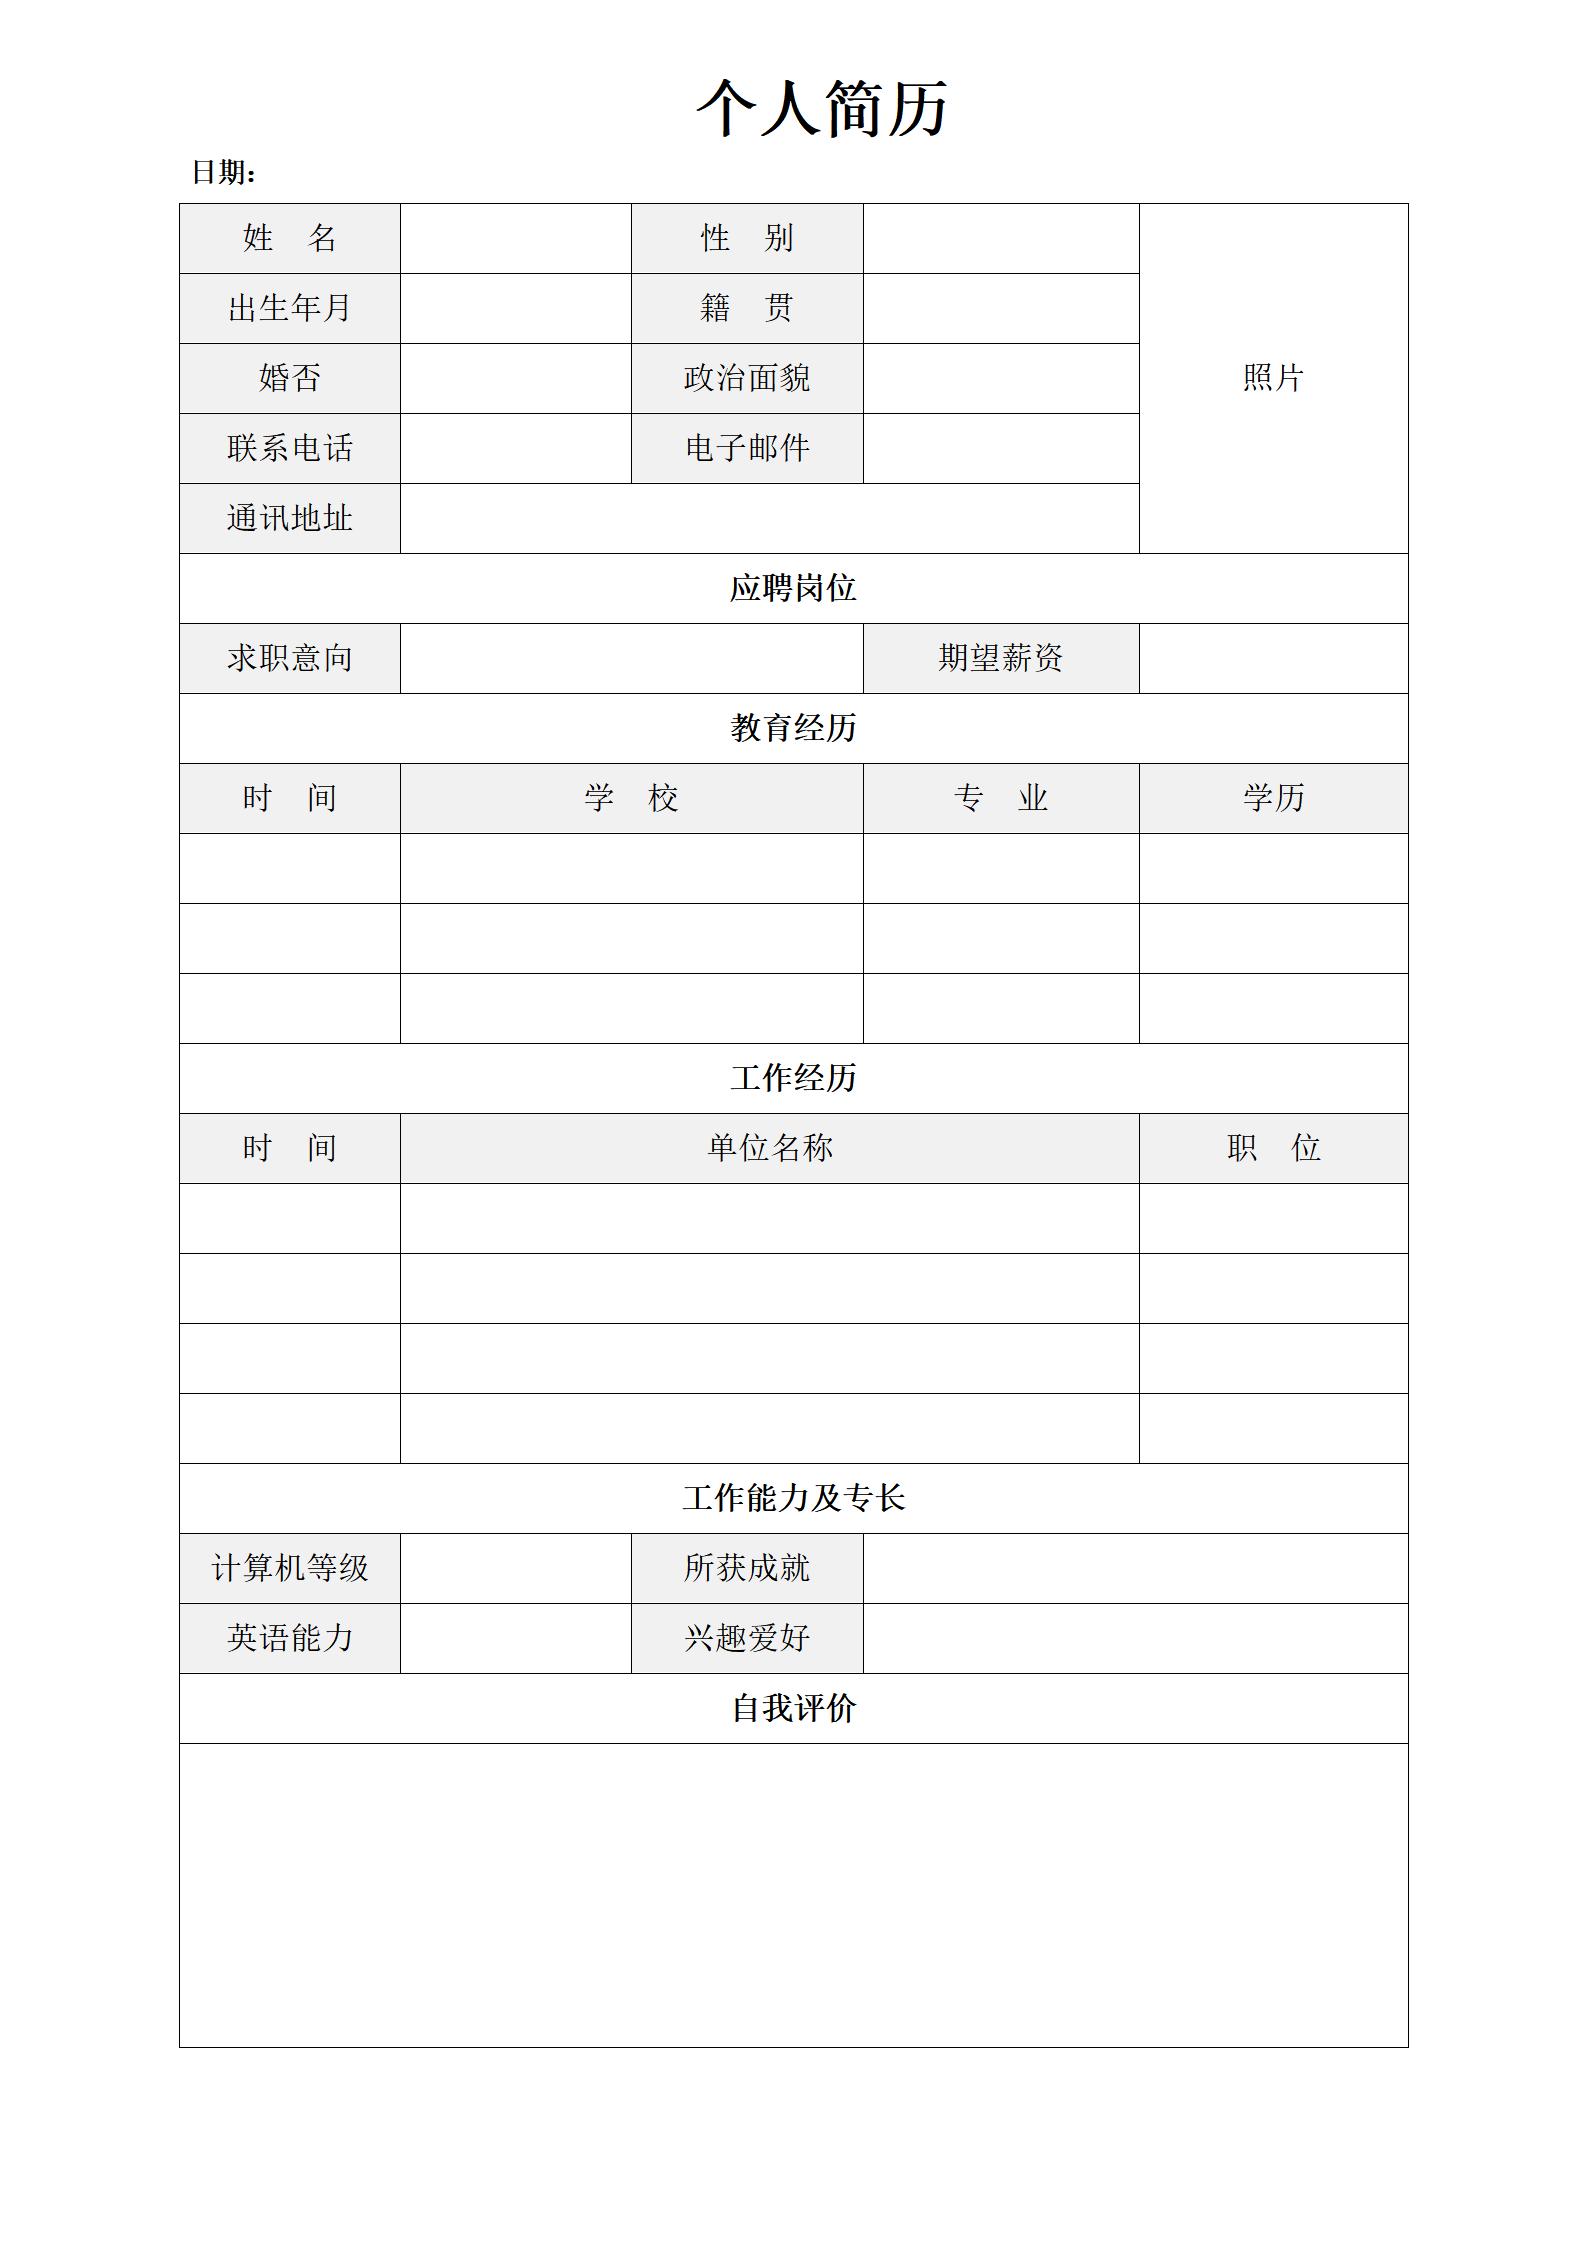 个人简历
日期：
姓　名　性　别
出生年月　籍　贯
婚否　政治面貌　照片
联系电话　电子邮件
通讯地址
应聘岗位
求职意向　期望薪资
教育经历
时　间　学　校　专　业　学历
工作经历
时　间　单位名称　职　位
工作能力及专长
计算机等级　所获成就
英语能力　兴趣爱好
自我评价